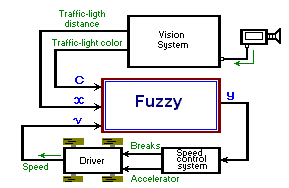 Traffic-ligth
distance
Traffic-light color
Vision
System
C
x
v
Fuzzy
y
Breaks
Speed
control
system
Driver
Speed
Accelerator